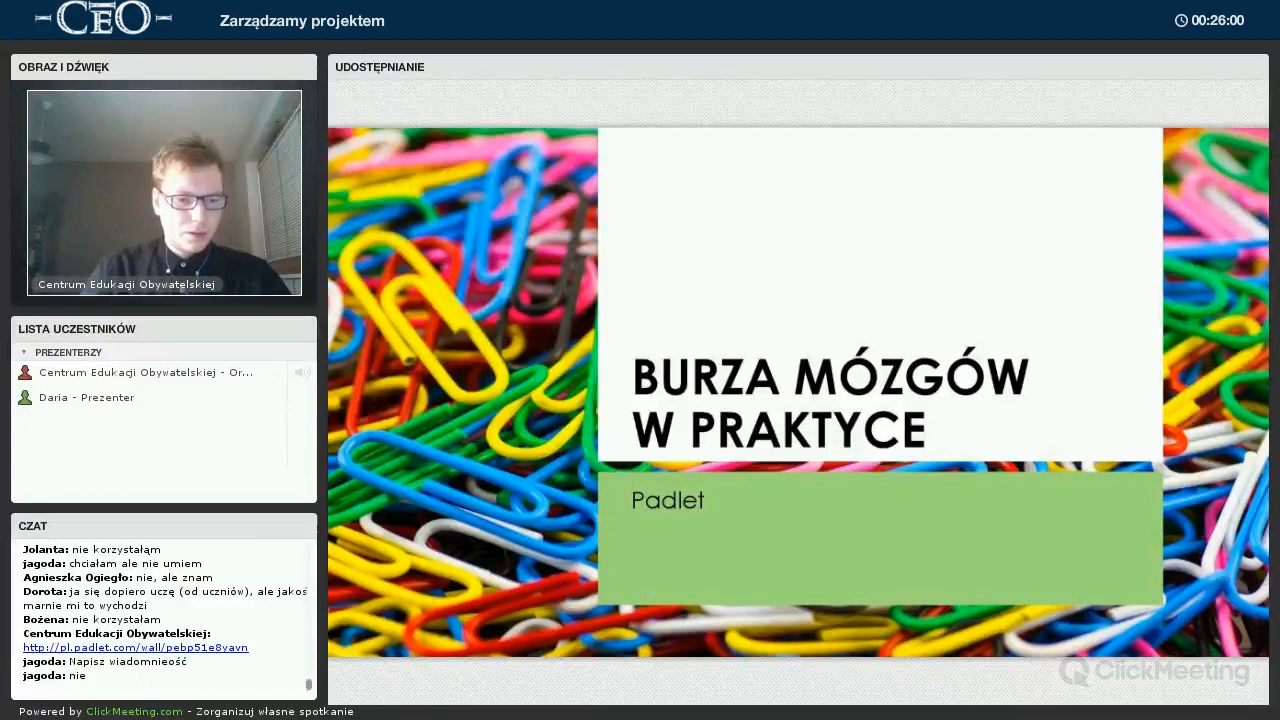 CEO
Zarządzamy projektem
00:26:00
OBRAZ I DŹWIĘK
Centrum Edukacji Obywatelskiej
LISTA UCZESTNIKÓW
PREZENTERZY
Centrum Edukacji Obywatelskiej - Or...
Daria - Prezenter
CZAT
Jolanta: nie korzystałąm
jagoda: chciałam ale nie umiem
Agnieszka Ogiegło: nie, ale znam
Dorota: ja się dopiero uczę (od uczniów), ale jakoś
marnie mi to wychodzi
Bożena: nie korzystałam
Centrum Edukacji Obywatelskiej:
http://pl.padlet.com/wall/pebp51e8yavn
jagoda: Napisz wiadomnieość
jagoda: nie
UDOSTĘPNIANIE
BURZA MÓZGÓW
W PRAKTYCE
Padlet
ClickMeeting
Powered by ClickMeeting.com - Zorganizuj własne spotkanie